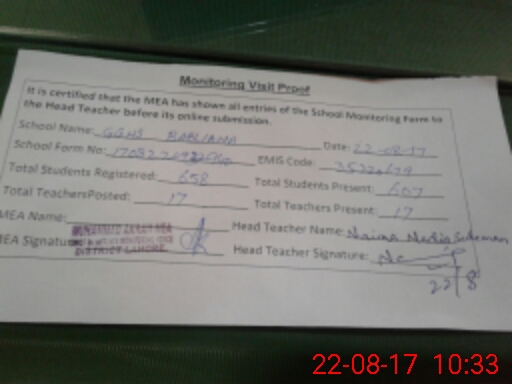 Monitoring Visit Proof
It is certified that the MEA has shown all entries of the School Monitoring Form to
the Head Teacher before its online submission.
School Name: GGHS Date: 22-08-17
School Form No: EMIS Code:
Total Students Registered: 658 Total Students Present: 607
Total TeachersPosted: 17 Total Teachers Present: 17
MEA Name: Head Teacher Name: Naima
MEA Signature DISTRICT LAHORE Head Teacher Signature:
22/8
22-08-17 10:33